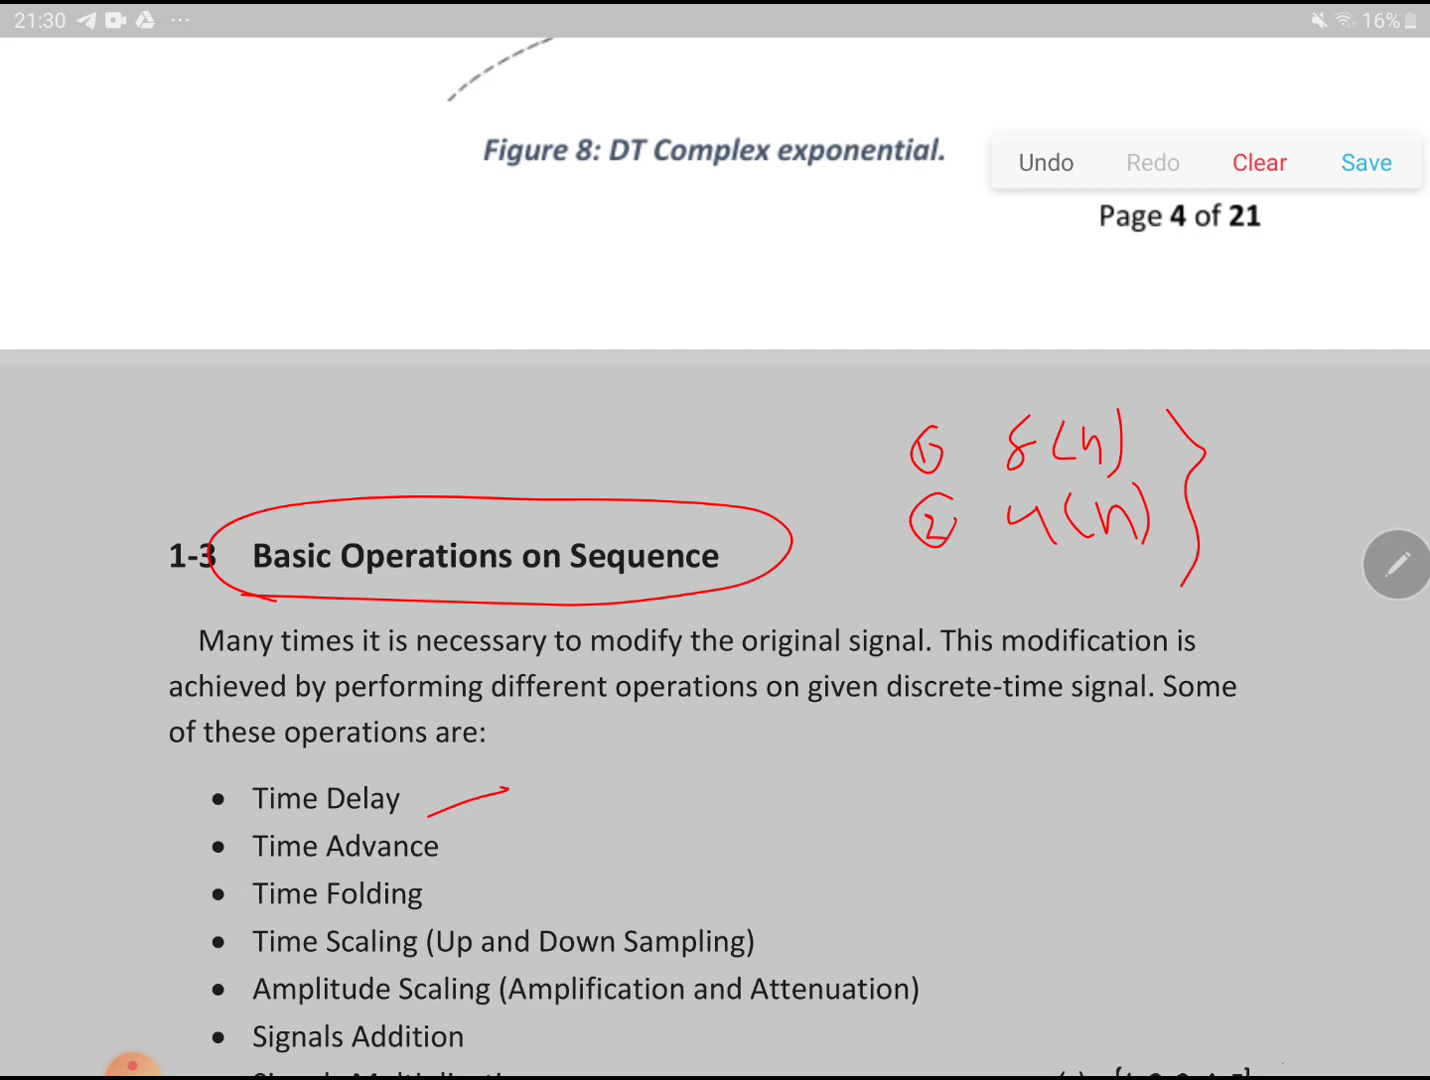 21:30 ... 16%
Figure 8: DT Complex exponential.
Undo Redo Clear Save
Page 4 of 21
① δ(n)
② u(n)
1-3 Basic Operations on Sequence
Many times it is necessary to modify the original signal. This modification is
achieved by performing different operations on given discrete-time signal. Some
of these operations are:
• Time Delay
• Time Advance
• Time Folding
• Time Scaling (Up and Down Sampling)
• Amplitude Scaling (Amplification and Attenuation)
• Signals Addition